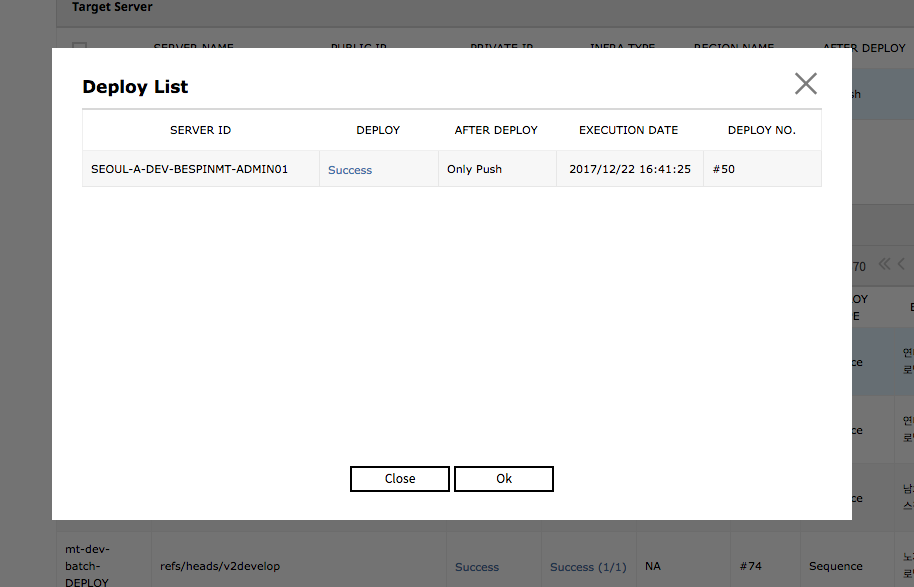 Target Server
SERVER NAME PUBLIC IP PRIVATE IP INFRA TYPE REGION NAME AFTER DEPLOY
Deploy List
SERVER ID DEPLOY AFTER DEPLOY EXECUTION DATE DEPLOY NO.
SEOUL-A-DEV-BESPINMT-ADMIN01 Success Only Push 2017/12/22 16:41:25 #50
70
Close Ok
mt-dev-
batch-
DEPLOY
refs/heads/v2develop Success Success (1/1) NA #74 Sequence